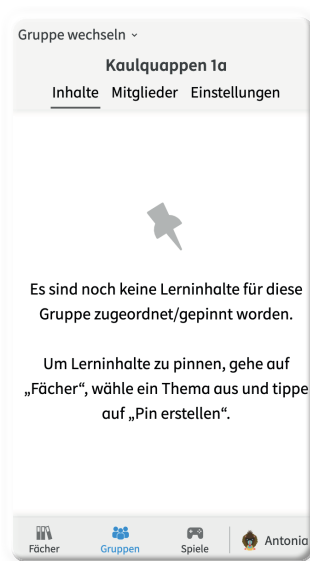 Gruppe wechseln
Kaulquappen 1a
Inhalte Mitglieder Einstellungen
Es sind noch keine Lerninhalte für diese
Gruppe zugeordnet/gepinnt worden.
Um Lerninhalte zu pinnen, gehe auf
„Fächer“, wähle ein Thema aus und tippe
auf „Pin erstellen“.
Fächer Gruppen Spiele Antonia